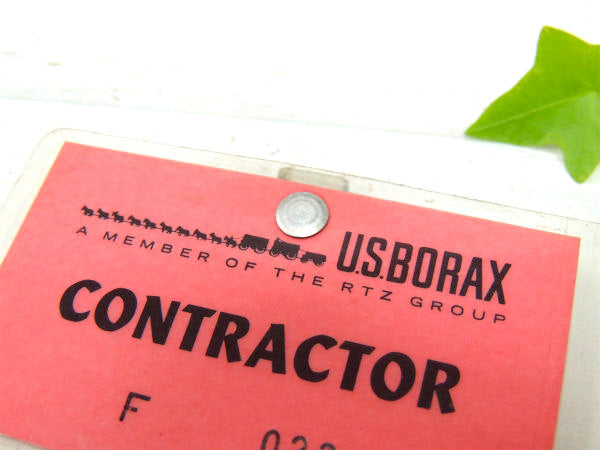 U.S.BORAX
A MEMBER OF THE RTZ GROUP
CONTRACTOR
F